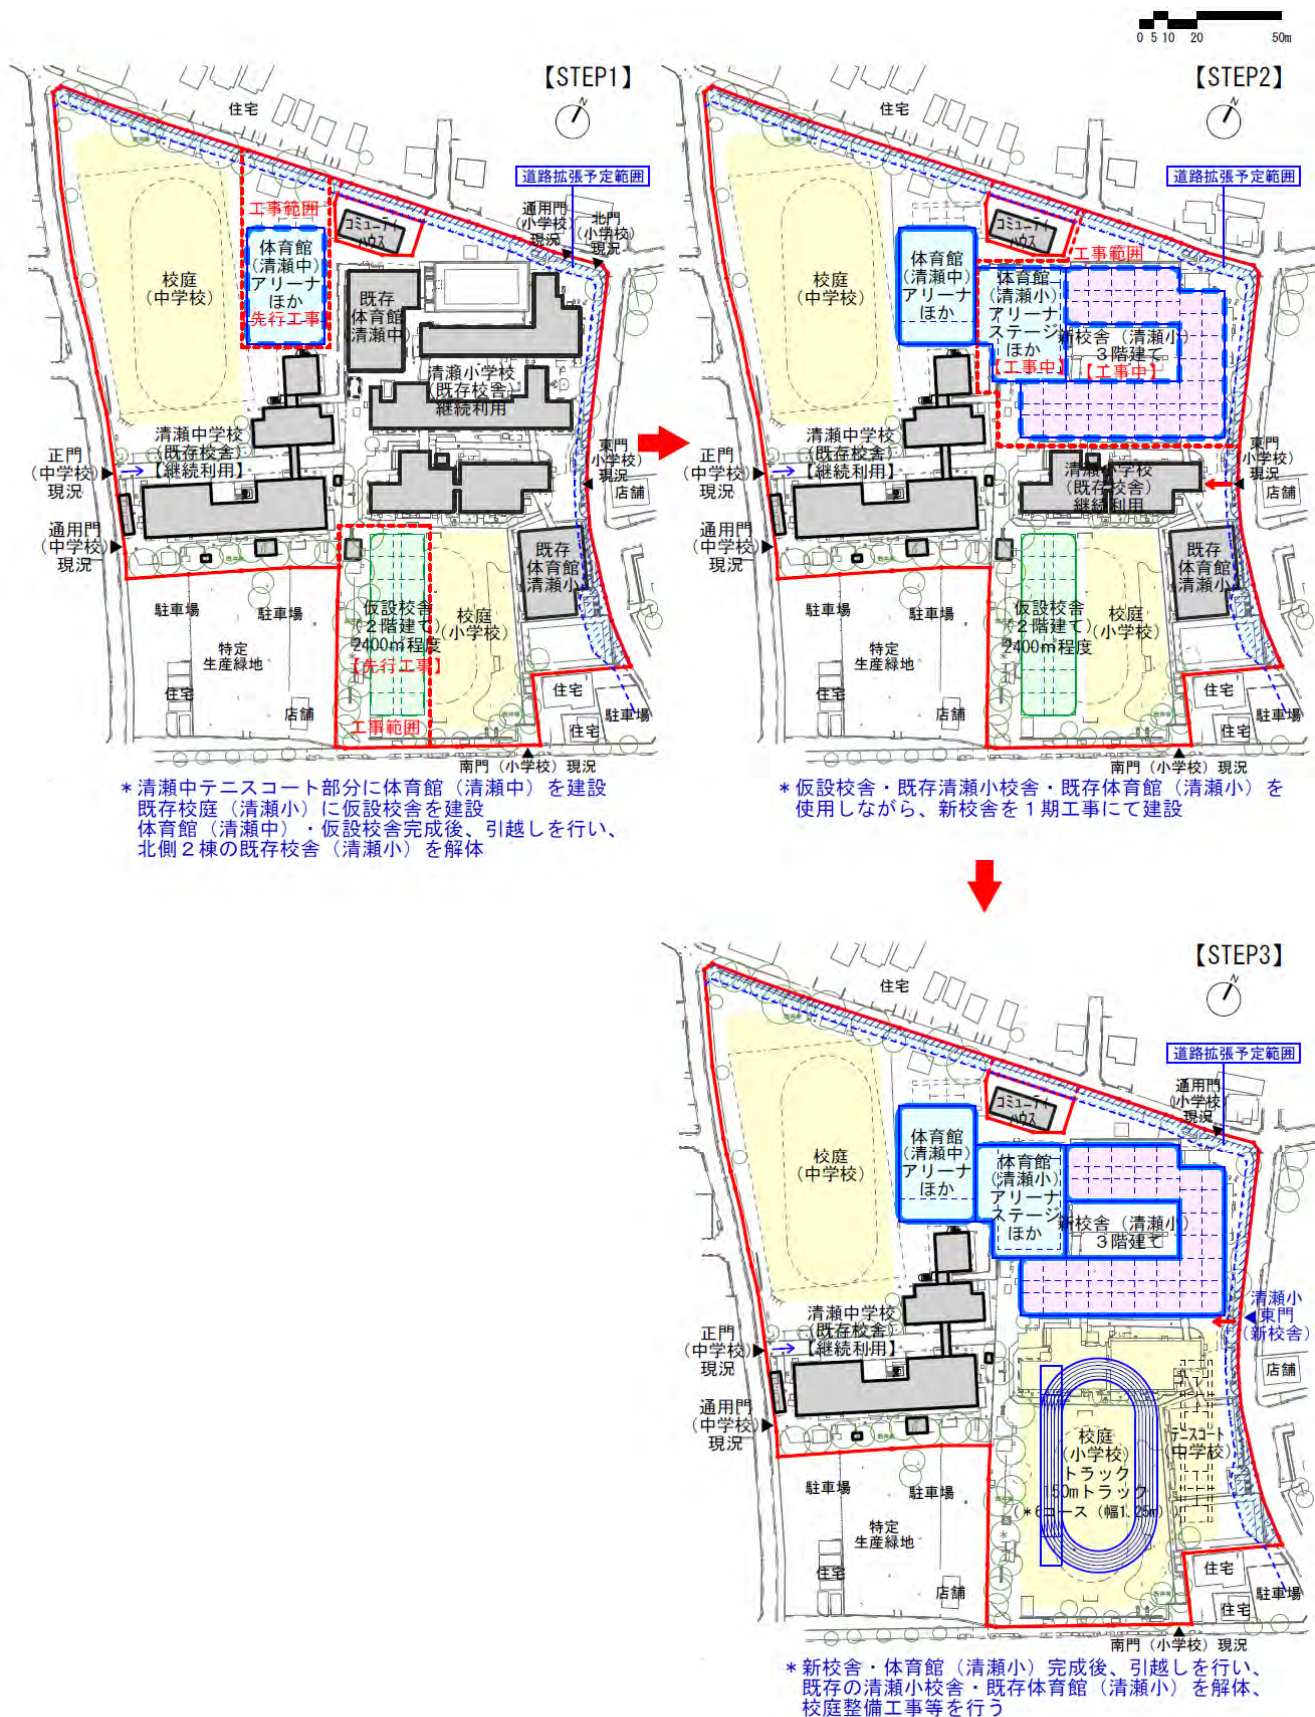 0 5 10 20 50m
【STEP1】
N
住宅
道路拡張予定範囲
通用門
(小学校)
現況
北門
(小学校)
現況
工事範囲
コミューティ
ハウス
体育館
(清瀬中)
アリーナ
ほか
先行工事
校庭
(中学校)
既存
体育館
清瀬中
清瀬小学校
(既存校舎)
継続利用
清瀬中学校
(既存校舎)
【継続利用】
正門
(中学校)
現況
東門
(小学校)
現況
店舗
通用門
(中学校)
現況
既存
体育館
清瀬小
駐車場
駐車場
仮設校舎
(2階建て)
2400㎡程度
【先行工事】
校庭
(小学校)
特定
生産緑地
住宅
店舗
工事範囲
住宅
駐車場
住宅
南門(小学校)現況
*清瀬中テニスコート部分に体育館(清瀬中)を建設
既存校庭(清瀬小)に仮設校舎を建設
体育館(清瀬中)・仮設校舎完成後、引越しを行い、
北側2棟の既存校舎(清瀬小)を解体
【STEP2】
N
住宅
道路拡張予定範囲
コミューティ
ハウス
工事範囲
体育館
(清瀬中)
アリーナ
ほか
体育館
(清瀬小)
アリーナ
ステージ
ほか
【工事中】
校庭
(中学校)
新校舎(清瀬小)
3階建て
【工事中】
清瀬中学校
(既存校舎)
【継続利用】
正門
(中学校)
現況
東門
(小学校)
現況
店舗
清瀬小学校
(既存校舎)
継続利用
通用門
(中学校)
現況
既存
体育館
清瀬小
駐車場
駐車場
仮設校舎
(2階建て)
2400㎡程度
校庭
(小学校)
特定
生産緑地
住宅
店舗
住宅
駐車場
住宅
南門(小学校)現況
*仮設校舎・既存清瀬小校舎・既存体育館(清瀬小)を
使用しながら、新校舎を1期工事にて建設
【STEP3】
N
住宅
道路拡張予定範囲
通用門
(小学校)
現況
コミューティ
ハウス
体育館
(清瀬中)
アリーナ
ほか
体育館
(清瀬小)
アリーナ
ステージ
ほか
校庭
(中学校)
新校舎(清瀬小)
3階建て
清瀬小
東門
(新校舎)
清瀬中学校
(既存校舎)
【継続利用】
正門
(中学校)
現況
店舗
通用門
(中学校)
現況
校庭
(小学校)
トラック
150mトラック
(*6コース(幅1.25m)
テニスコート
(中学校)
駐車場
駐車場
特定
生産緑地
住宅
店舗
住宅
駐車場
住宅
南門(小学校)現況
*新校舎・体育館(清瀬小)完成後、引越しを行い、
既存の清瀬小校舎・既存体育館(清瀬小)を解体、
校庭整備工事等を行う